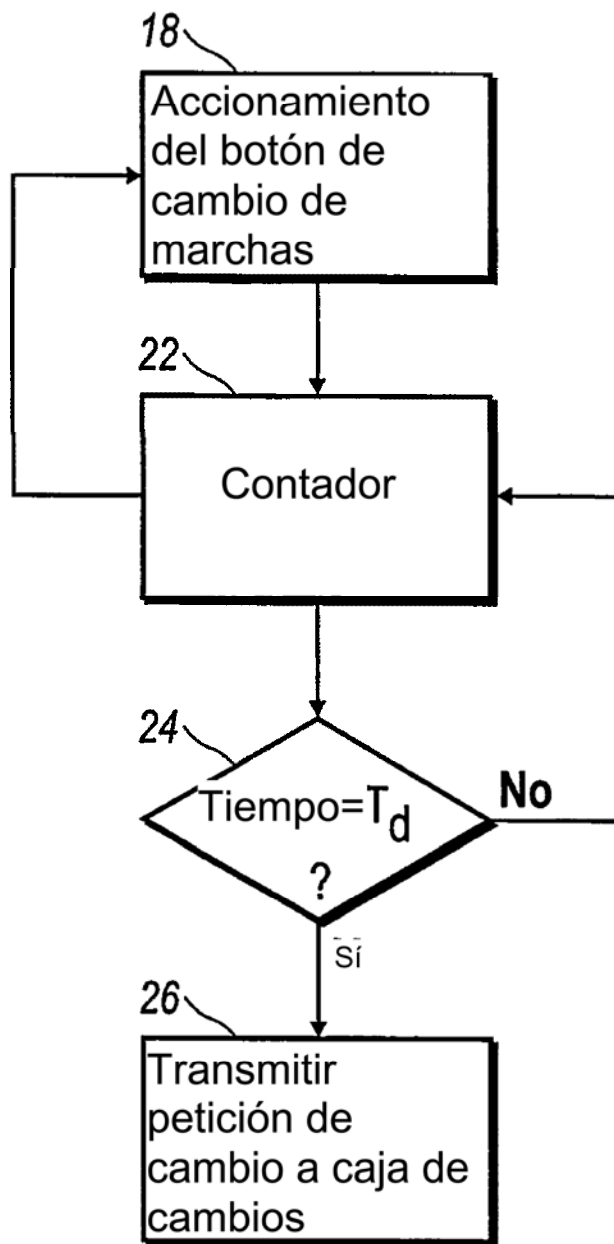 18
Accionamiento
del botón de
cambio de
marchas
22
Contador
24
Tiempo=Td
?
No
Sí
26
Transmitir
petición de
cambio a caja de
cambios